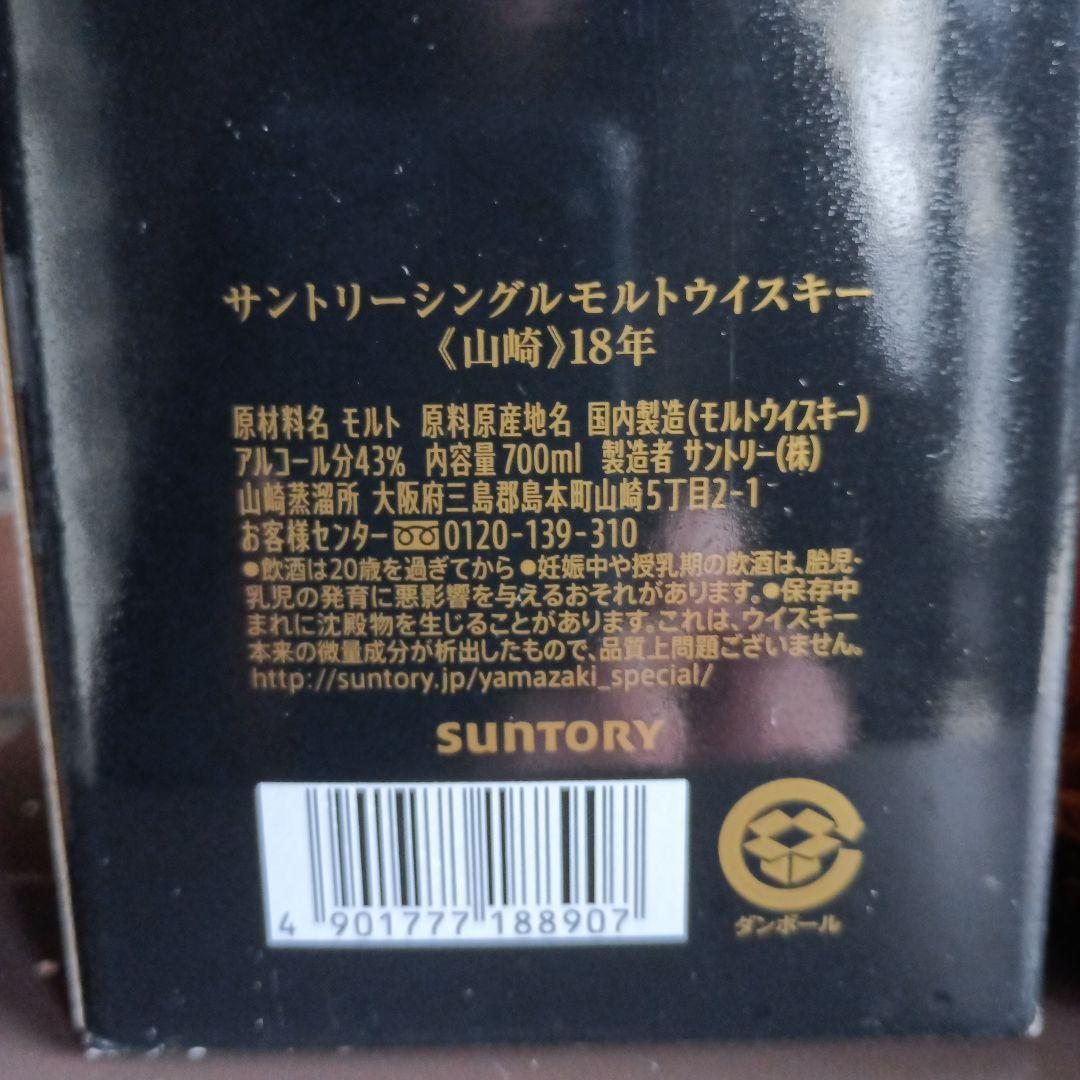 サントリーシングルモルトウイスキー
《山崎》18年
原材料名 モルト 原料原産地名 国内製造(モルトウイスキー)
アルコール分43% 内容量700ml 製造者 サントリー(株)
山崎蒸溜所 大阪府三島郡島本町山崎5丁目2-1
お客様センター 0120-139-310
●飲酒は20歳を過ぎてから●妊娠中や授乳期の飲酒は、胎児・
乳児の発育に悪影響を与えるおそれがあります。●保存中
まれに沈殿物を生じることがあります。これは、ウイスキー
本来の微量成分が析出したもので、品質上問題ございません。
http://suntory.jp/yamazaki_special/
SUNTORY
4 901777 188907
ダンボール